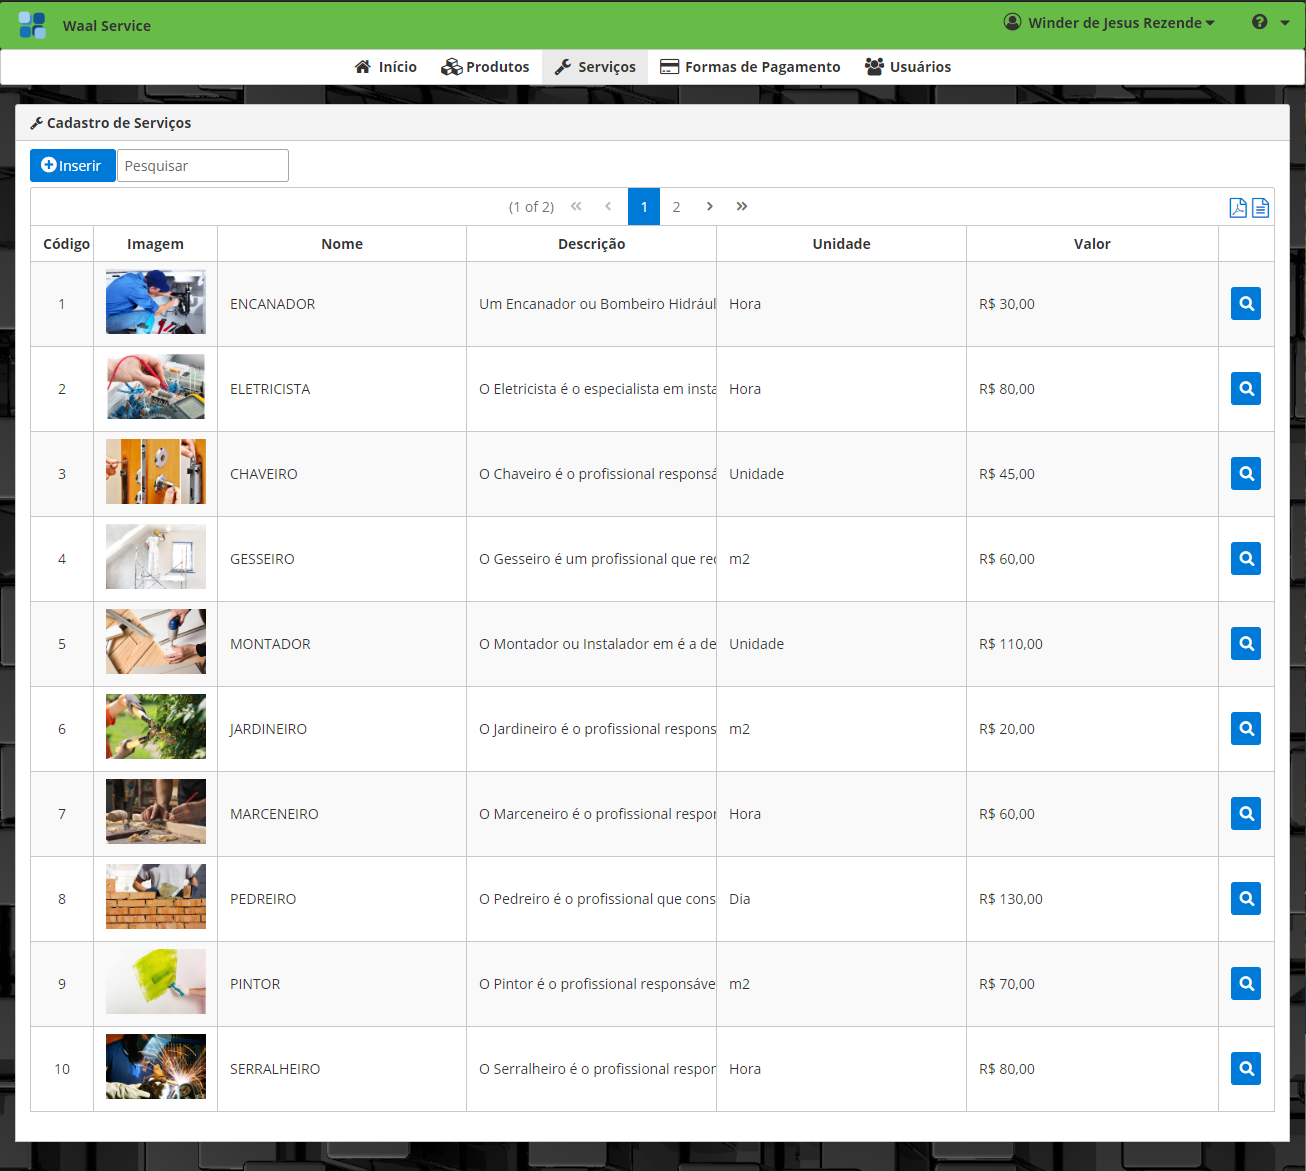 Waal Service
Winder de Jesus Rezende
Início Produtos Serviços Formas de Pagamento Usuários
Cadastro de Serviços
Inserir Pesquisar
(1 of 2) 1 2
Código Imagem Nome Descrição Unidade Valor
1 ENCANADOR Um Encanador ou Bombeiro Hidrául Hora R$ 30,00
2 ELETRICISTA O Eletricista é o especialista em insta Hora R$ 80,00
3 CHAVEIRO O Chaveiro é o profissional responsá Unidade R$ 45,00
4 GESSEIRO O Gesseiro é um profissional que rec m2 R$ 60,00
5 MONTADOR O Montador ou Instalador em é a de Unidade R$ 110,00
6 JARDINEIRO O Jardineiro é o profissional respons m2 R$ 20,00
7 MARCENEIRO O Marceneiro é o profissional respor Hora R$ 60,00
8 PEDREIRO O Pedreiro é o profissional que cons Dia R$ 130,00
9 PINTOR O Pintor é o profissional responsáve m2 R$ 70,00
10 SERRALHEIRO O Serralheiro é o profissional respor Hora R$ 80,00